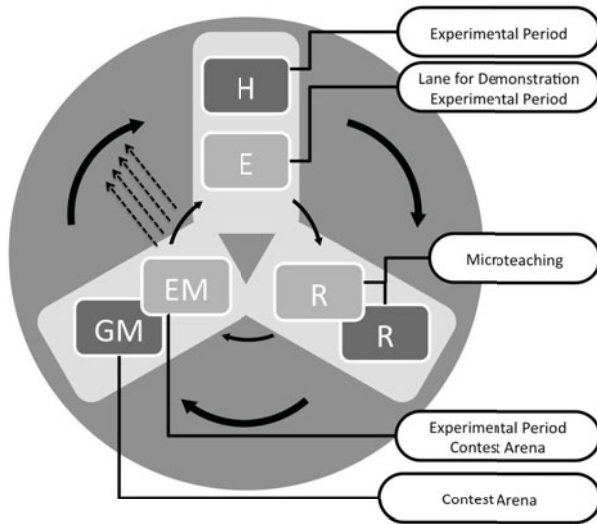 Experimental Period
H
Lane for Demonstration
Experimental Period
E
Microteaching
EM
R
GM
R
Experimental Period
Contest Arena
Contest Arena